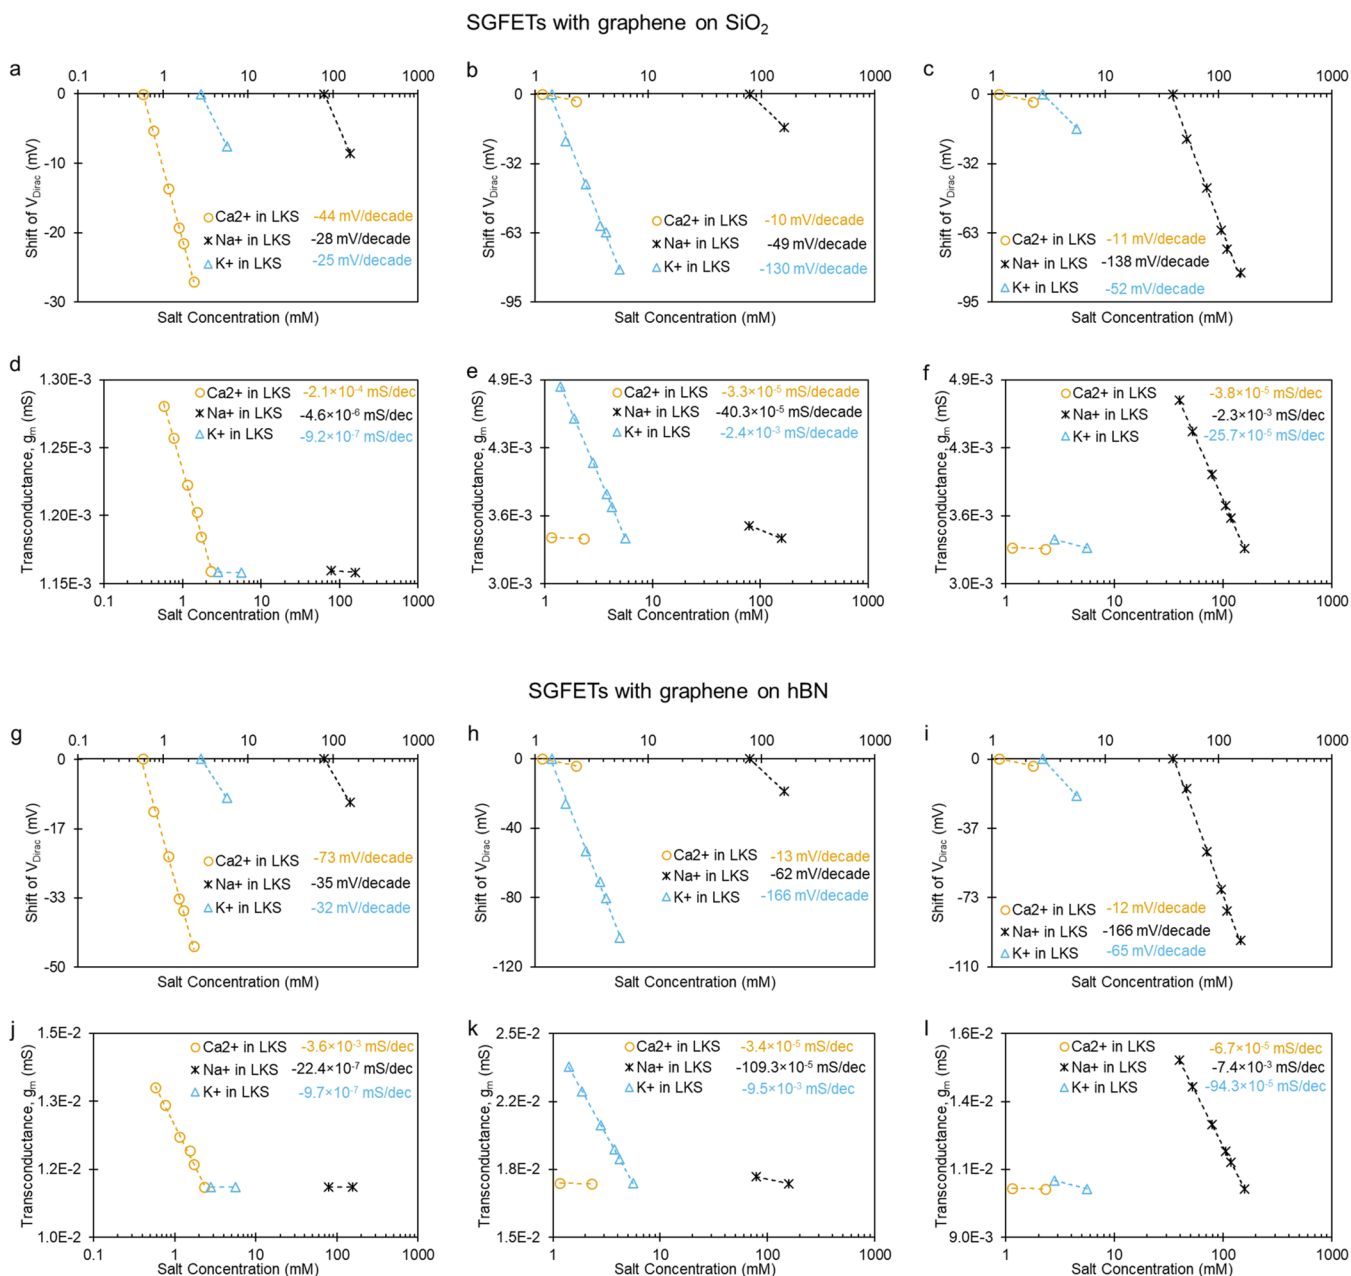 SGFETs with graphene on SiO₂
a
0.1 1 10 100 1000
0
-10
-20
-30
Shift of V_Dirac (mV)
Ca2+ in LKS -44 mV/decade
Na+ in LKS -28 mV/decade
K+ in LKS -25 mV/decade
Salt Concentration (mM)
b
1 10 100 1000
0
-32
-63
-95
Shift of V_Dirac (mV)
Ca2+ in LKS -10 mV/decade
Na+ in LKS -49 mV/decade
K+ in LKS -130 mV/decade
Salt Concentration (mM)
c
1 10 100 1000
0
-32
-63
-95
Shift of V_Dirac (mV)
Ca2+ in LKS -11 mV/decade
Na+ in LKS -138 mV/decade
K+ in LKS -52 mV/decade
Salt Concentration (mM)
d
1.30E-3
1.25E-3
1.20E-3
1.15E-3
Transconductance, gₘ (mS)
Ca2+ in LKS -2.1×10⁻⁴ mS/dec
Na+ in LKS -4.6×10⁻⁶ mS/dec
K+ in LKS -9.2×10⁻⁷ mS/dec
0.1 1 10 100 1000
Salt Concentration (mM)
e
4.9E-3
4.3E-3
3.6E-3
3.0E-3
Transconductance, gₘ (mS)
Ca2+ in LKS -3.3×10⁻⁵ mS/decade
Na+ in LKS -40.3×10⁻⁵ mS/decade
K+ in LKS -2.4×10⁻³ mS/decade
1 10 100 1000
Salt Concentration (mM)
f
4.9E-3
4.3E-3
3.6E-3
3.0E-3
Transconductance, gₘ (mS)
Ca2+ in LKS -3.8×10⁻⁵ mS/dec
Na+ in LKS -2.3×10⁻³ mS/dec
K+ in LKS -25.7×10⁻⁵ mS/dec
1 10 100 1000
Salt Concentration (mM)
SGFETs with graphene on hBN
g
0.1 1 10 100 1000
0
-17
-33
-50
Shift of V_Dirac (mV)
Ca2+ in LKS -73 mV/decade
Na+ in LKS -35 mV/decade
K+ in LKS -32 mV/decade
Salt Concentration (mM)
h
1 10 100 1000
0
-40
-80
-120
Shift of V_Dirac (mV)
Ca2+ in LKS -13 mV/decade
Na+ in LKS -62 mV/decade
K+ in LKS -166 mV/decade
Salt Concentration (mM)
i
1 10 100 1000
0
-37
-73
-110
Shift of V_Dirac (mV)
Ca2+ in LKS -12 mV/decade
Na+ in LKS -166 mV/decade
K+ in LKS -65 mV/decade
Salt Concentration (mM)
j
1.5E-2
1.3E-2
1.2E-2
1.0E-2
Transconductance, gₘ (mS)
Ca2+ in LKS -3.6×10⁻³ mS/dec
Na+ in LKS -22.4×10⁻⁷ mS/dec
K+ in LKS -9.7×10⁻⁷ mS/dec
0.1 1 10 100 1000
Salt Concentration (mM)
k
2.5E-2
2.2E-2
1.8E-2
1.5E-2
Transconductance, gₘ (mS)
Ca2+ in LKS -3.4×10⁻⁵ mS/dec
Na+ in LKS -109.3×10⁻⁵ mS/dec
K+ in LKS -9.5×10⁻³ mS/dec
1 10 100 1000
Salt Concentration (mM)
l
1.6E-2
1.4E-2
1.1E-2
9.0E-3
Transconductance, gₘ (mS)
Ca2+ in LKS -6.7×10⁻⁵ mS/dec
Na+ in LKS -7.4×10⁻³ mS/dec
K+ in LKS -94.3×10⁻⁵ mS/dec
1 10 100 1000
Salt Concentration (mM)